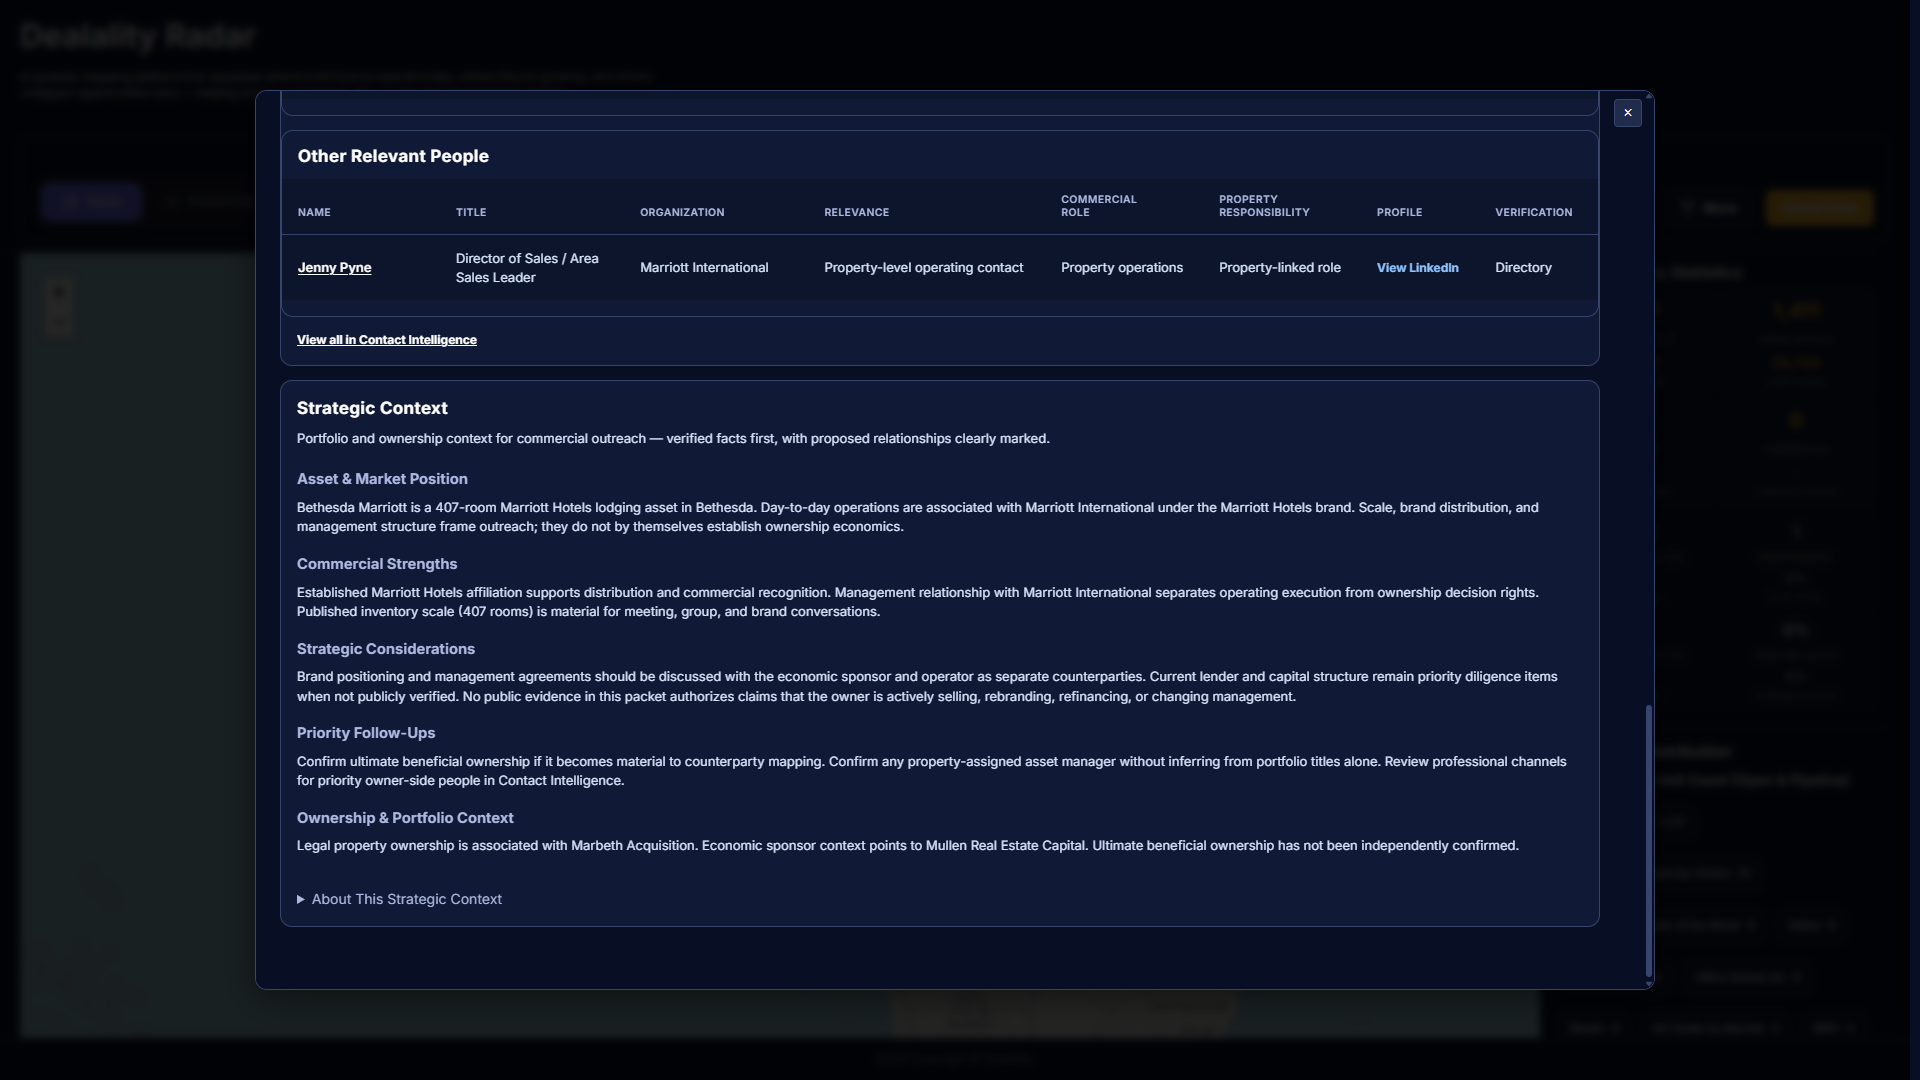 Deaiality Radar
×
Other Relevant People
NAME TITLE ORGANIZATION RELEVANCE COMMERCIAL ROLE PROPERTY RESPONSIBILITY PROFILE VERIFICATION
Jenny Pyne Director of Sales / Area Sales Leader Marriott International Property-level operating contact Property operations Property-linked role View LinkedIn Directory
View all in Contact Intelligence
Strategic Context
Portfolio and ownership context for commercial outreach — verified facts first, with proposed relationships clearly marked.
Asset & Market Position
Bethesda Marriott is a 407-room Marriott Hotels lodging asset in Bethesda. Day-to-day operations are associated with Marriott International under the Marriott Hotels brand. Scale, brand distribution, and
management structure frame outreach; they do not by themselves establish ownership economics.
Commercial Strengths
Established Marriott Hotels affiliation supports distribution and commercial recognition. Management relationship with Marriott International separates operating execution from ownership decision rights.
Published inventory scale (407 rooms) is material for meeting, group, and brand conversations.
Strategic Considerations
Brand positioning and management agreements should be discussed with the economic sponsor and operator as separate counterparties. Current lender and capital structure remain priority diligence items
when not publicly verified. No public evidence in this packet authorizes claims that the owner is actively selling, rebranding, refinancing, or changing management.
Priority Follow-Ups
Confirm ultimate beneficial ownership if it becomes material to counterparty mapping. Confirm any property-assigned asset manager without inferring from portfolio titles alone. Review professional channels
for priority owner-side people in Contact Intelligence.
Ownership & Portfolio Context
Legal property ownership is associated with Marbeth Acquisition. Economic sponsor context points to Mullen Real Estate Capital. Ultimate beneficial ownership has not been independently confirmed.
▶ About This Strategic Context